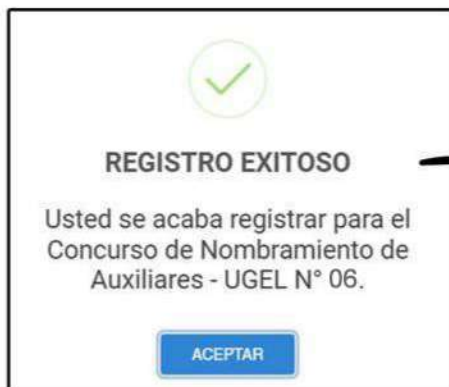 REGISTRO EXITOSO
Usted se acaba registrar para el
Concurso de Nombramiento de
Auxiliares - UGEL N° 06.
ACEPTAR